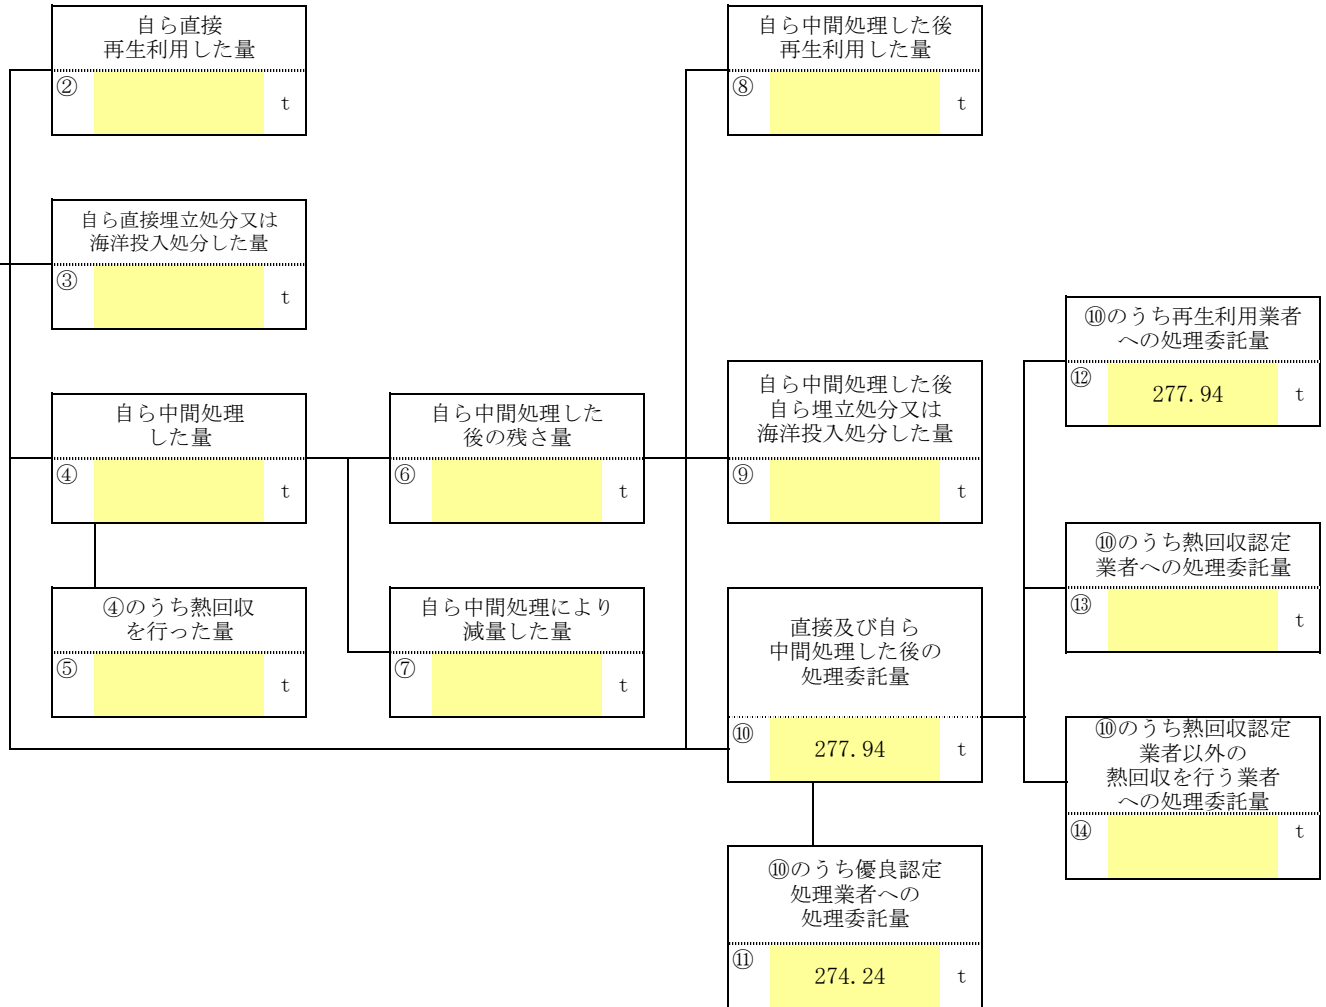 自ら直接
再生利用した量
②
t
自ら中間処理した後
再生利用した量
⑧
t
自ら直接埋立処分又は
海洋投入処分した量
③
t
⑩のうち再生利用業者
への処理委託量
⑫
277.94
t
自ら中間処理
した量
④
t
自ら中間処理した
後の残さ量
⑥
t
自ら中間処理した後
自ら埋立処分又は
海洋投入処分した量
⑨
t
⑩のうち熱回収認定
業者への処理委託量
⑬
t
④のうち熱回収
を行った量
⑤
t
自ら中間処理により
減量した量
⑦
t
直接及び自ら
中間処理した後の
処理委託量
⑩
277.94
t
⑩のうち熱回収認定
業者以外の
熱回収を行う業者
への処理委託量
⑭
t
⑩のうち優良認定
処理業者への
処理委託量
⑪
274.24
t